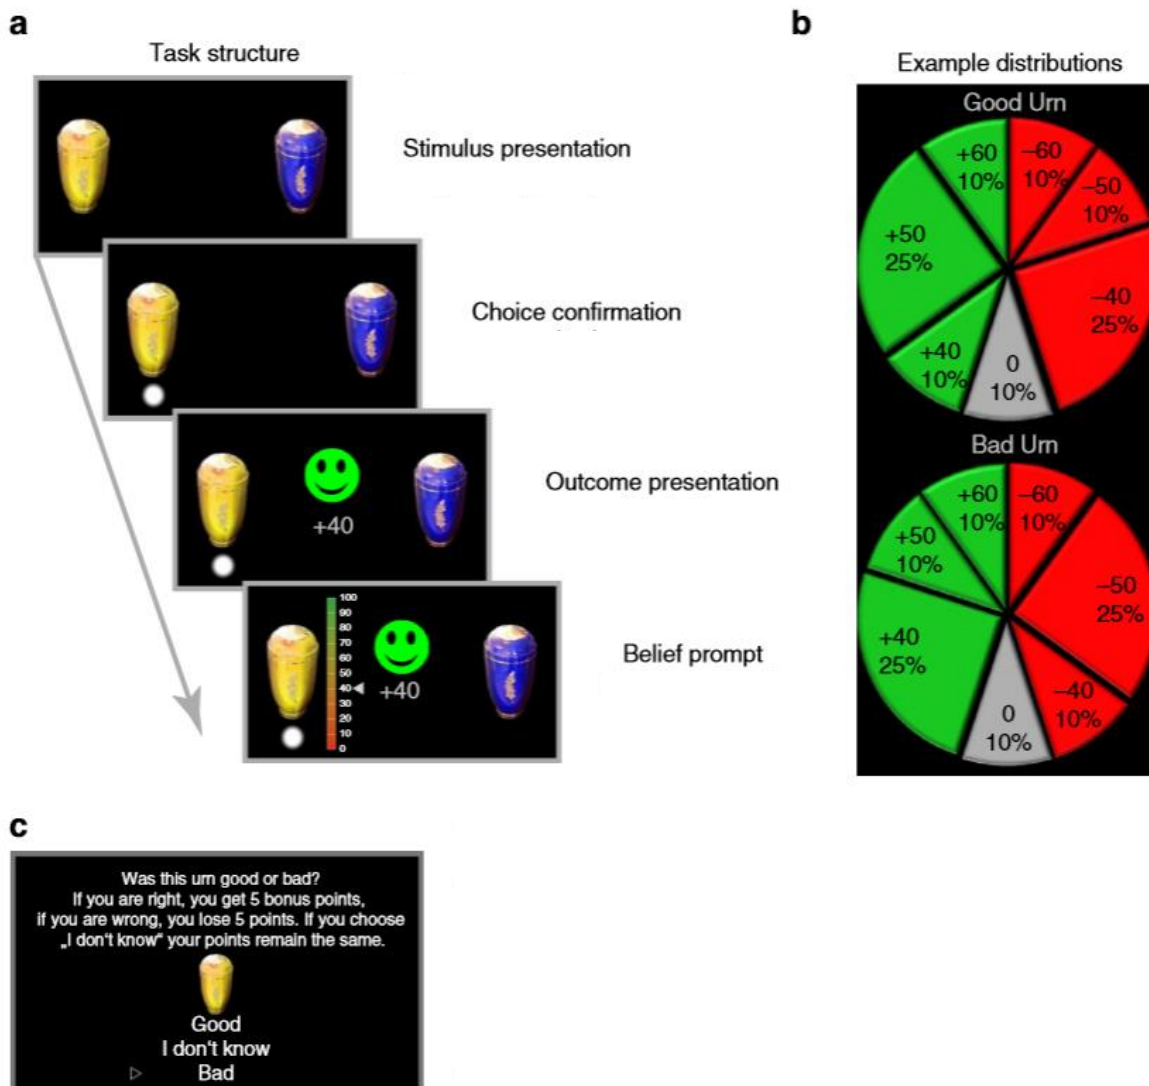 a
Task structure
Stimulus presentation
Choice confirmation
+40
Outcome presentation
100
90
80
70
60
50
40
30
20
10
0
+40
Belief prompt
b
Example distributions
Good Urn
+60
10%
–60
10%
–50
10%
+50
25%
–40
25%
+40
10%
0
10%
Bad Urn
+60
10%
–60
10%
+50
10%
–50
25%
+40
25%
–40
10%
0
10%
c
Was this urn good or bad?
If you are right, you get 5 bonus points,
if you are wrong, you lose 5 points. If you choose
„I don't know“ your points remain the same.
Good
I don't know
Bad